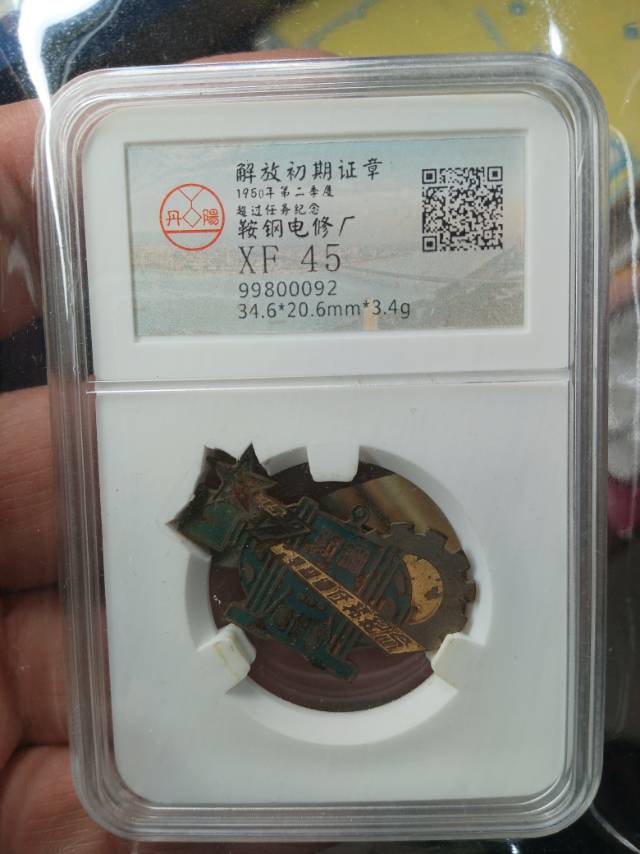 解放初期证章
1950年第二季度
超过任务纪念
鞍钢电修厂
XF 45
99800092
34.6*20.6mm*3.4g
丹陽